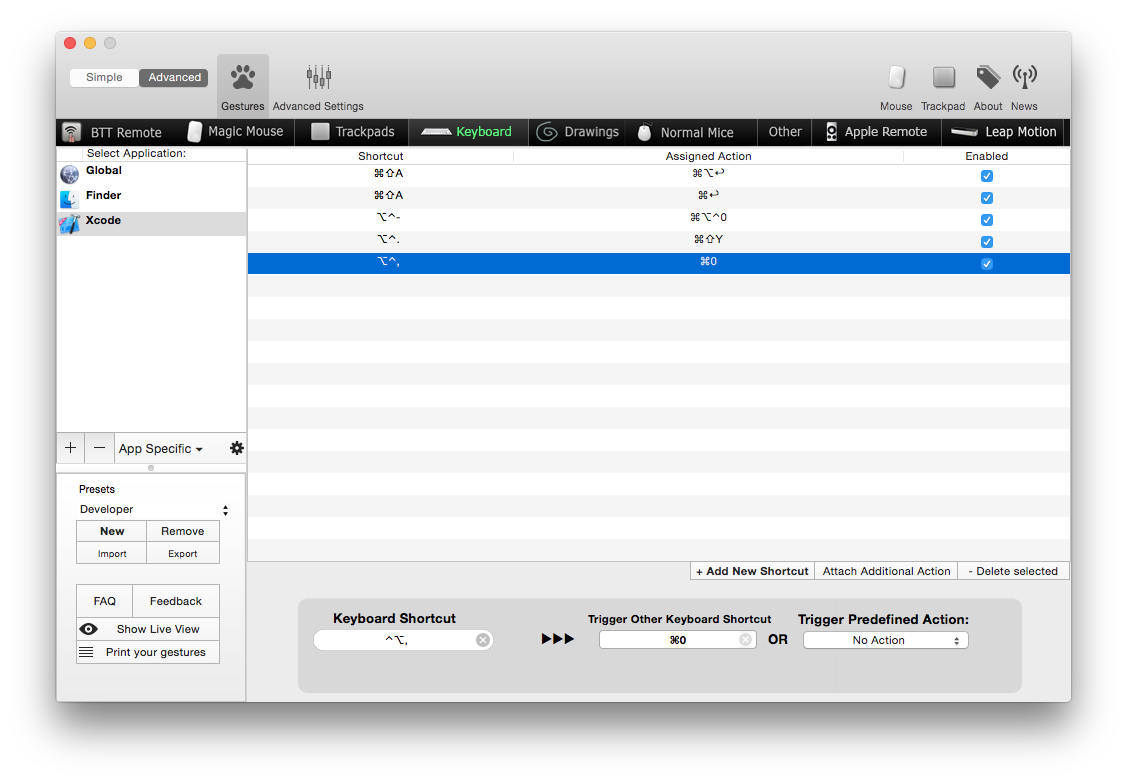 Simple Advanced
Gestures Advanced Settings Mouse Trackpad About News
BTT Remote Magic Mouse Trackpads Keyboard Drawings Normal Mice Other Apple Remote Leap Motion
Select Application:
Global
Finder
Xcode
Shortcut Assigned Action Enabled
⌘⇧A ⌘⌥↩
⌘⇧A ⌘↩
⌥^- ⌘⌥^0
⌥^. ⌘⇧Y
⌥^, ⌘0
+ − App Specific
Presets
Developer
New Remove
Import Export
FAQ Feedback
Show Live View
Print your gestures
+ Add New Shortcut Attach Additional Action - Delete selected
Keyboard Shortcut Trigger Other Keyboard Shortcut Trigger Predefined Action:
^⌥, ▶▶▶ ⌘0 OR No Action